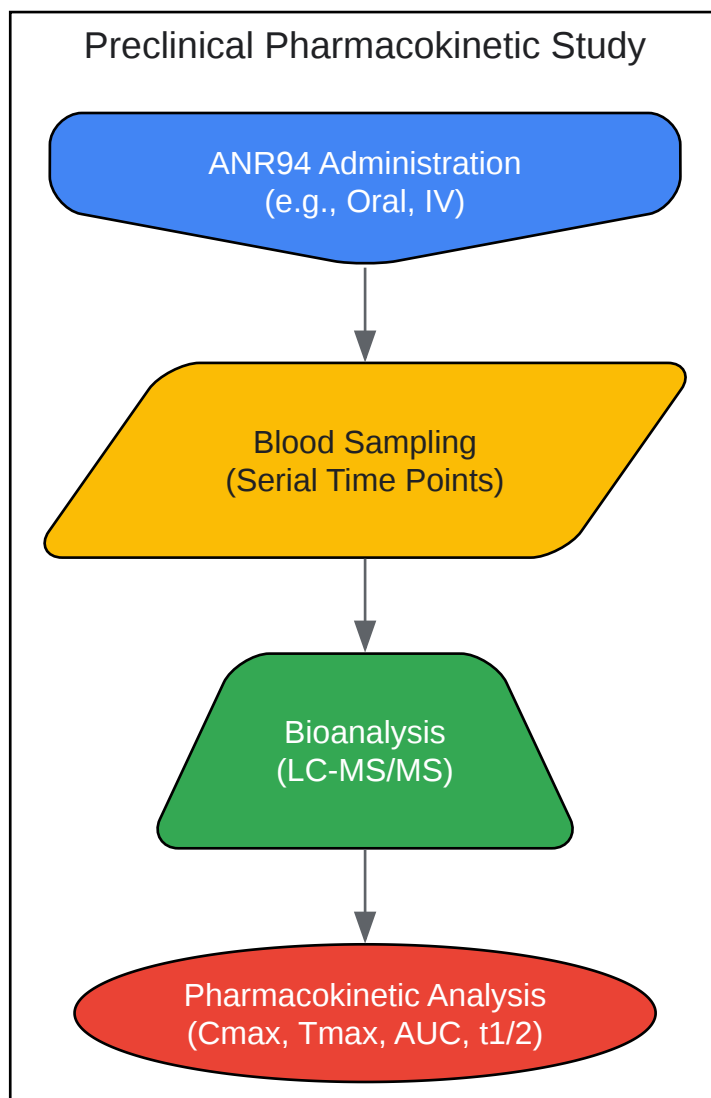 Preclinical Pharmacokinetic Study
ANR94 Administration
(e.g., Oral, IV)
Blood Sampling
(Serial Time Points)
Bioanalysis
(LC-MS/MS)
Pharmacokinetic Analysis
(Cmax, Tmax, AUC, t1/2)